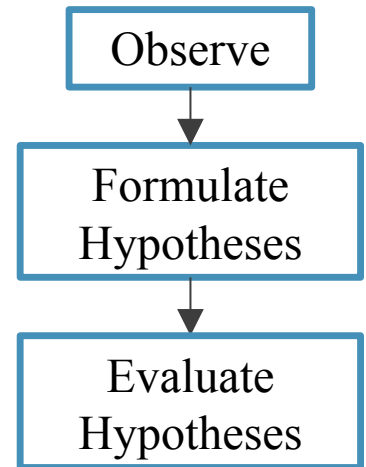 Observe
Formulate
Hypotheses
Evaluate
Hypotheses